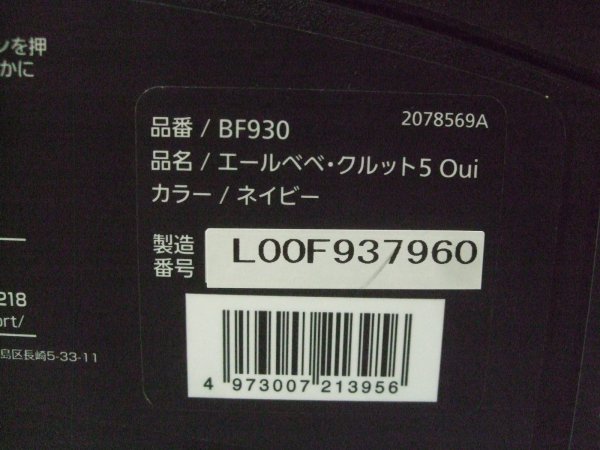 ンを押
かに
2078569A
品番 / BF930
品名 / エールベベ・クルット5 Oui
カラー / ネイビー
製造
番号
L00F937960
218
ort/
島区長崎5-33-11
4 973007 213956